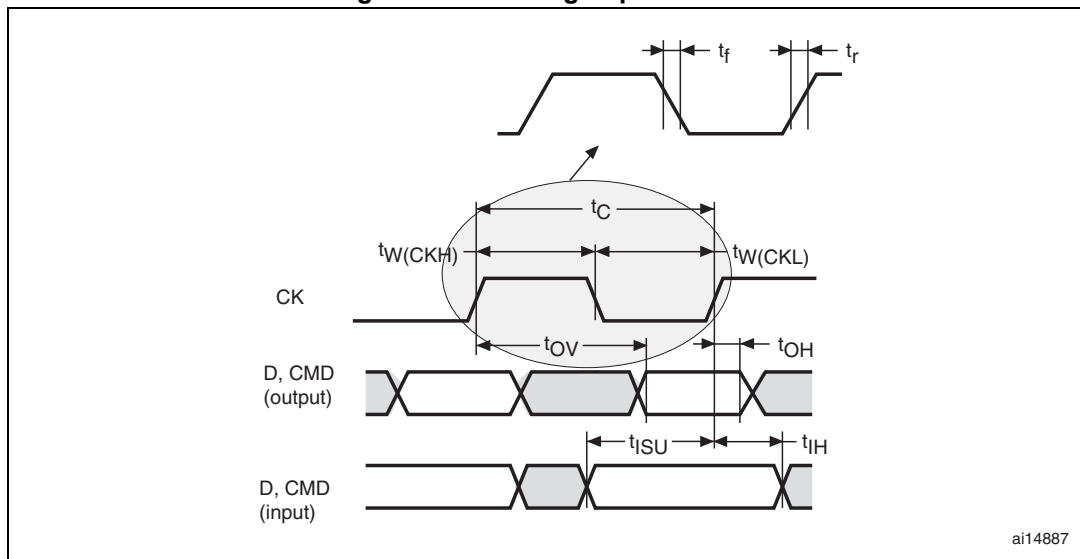 tf
tr
tC
tW(CKH)
tW(CKL)
CK
tOV
tOH
D, CMD
(output)
tISU
tIH
D, CMD
(input)
ai14887